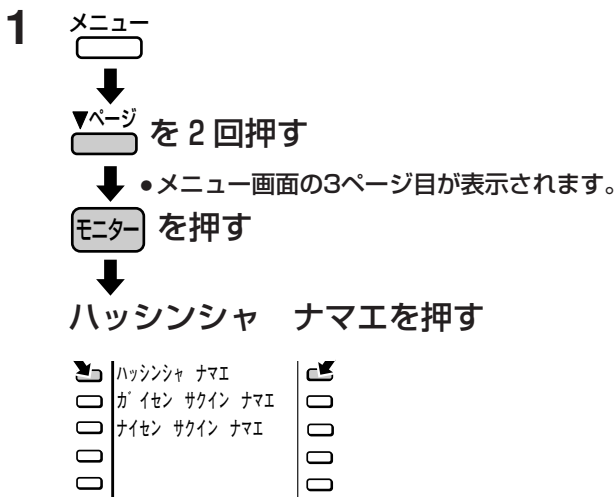 1 メニュー
▼ページ を2回押す
●メニュー画面の3ページ目が表示されます。
モニター を押す
ハッシンシャ　ナマエを押す
ハッシンシャ ナマエ
ガイセン サクイン ナマエ
ナイセン サクイン ナマエ